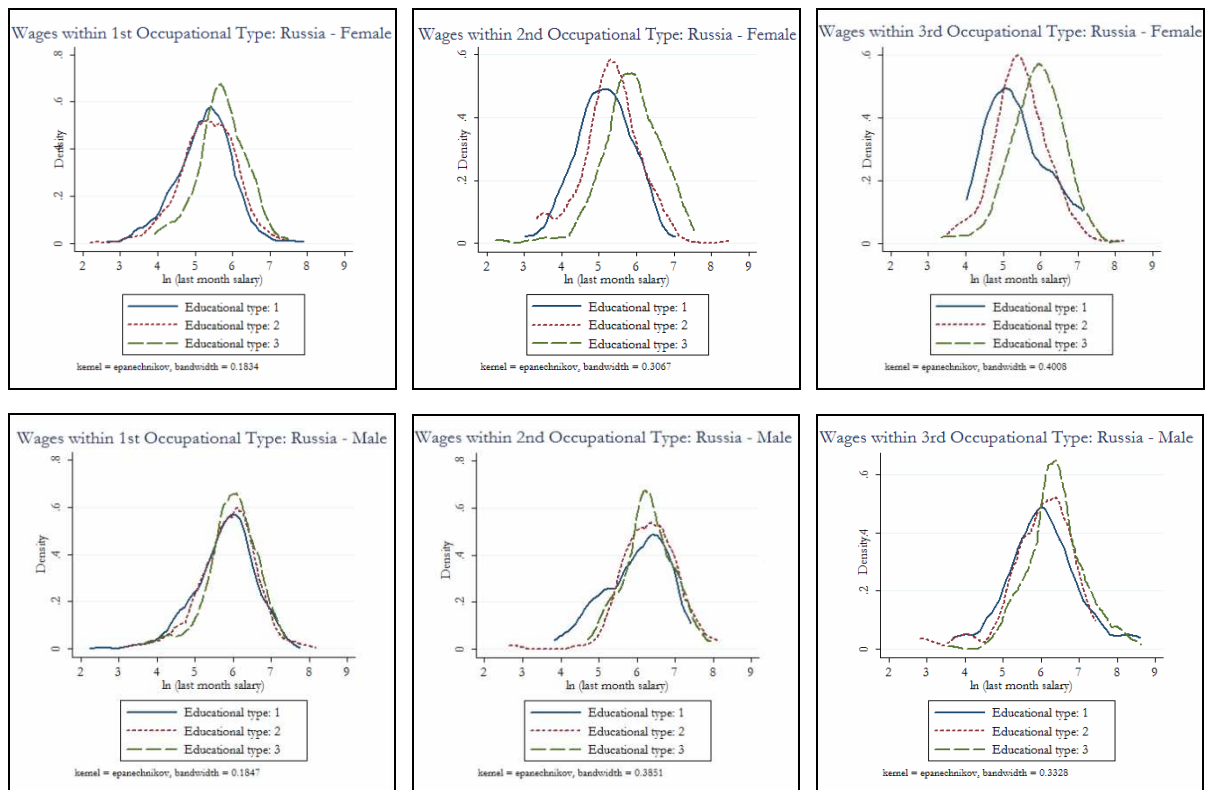 Wages within 1st Occupational Type: Russia - Female
.8
.6
Density
.4
.2
0
2 3 4 5 6 7 8 9
ln (last month salary)
Educational type: 1
Educational type: 2
Educational type: 3
kernel = epanechnikov, bandwidth = 0.1834
Wages within 2nd Occupational Type: Russia - Female
.6
.4
Density
.2
0
2 3 4 5 6 7 8 9
ln (last month salary)
Educational type: 1
Educational type: 2
Educational type: 3
kernel = epanechnikov, bandwidth = 0.3067
Wages within 3rd Occupational Type: Russia - Female
.6
.4
Density
.2
0
2 3 4 5 6 7 8 9
ln (last month salary)
Educational type: 1
Educational type: 2
Educational type: 3
kernel = epanechnikov, bandwidth = 0.4008
Wages within 1st Occupational Type: Russia - Male
.8
.6
Density
.4
.2
0
2 3 4 5 6 7 8 9
ln (last month salary)
Educational type: 1
Educational type: 2
Educational type: 3
kernel = epanechnikov, bandwidth = 0.1847
Wages within 2nd Occupational Type: Russia - Male
.8
.6
Density
.4
.2
0
2 3 4 5 6 7 8 9
ln (last month salary)
Educational type: 1
Educational type: 2
Educational type: 3
kernel = epanechnikov, bandwidth = 0.3851
Wages within 3rd Occupational Type: Russia - Male
.6
.4
Density
.2
0
2 3 4 5 6 7 8 9
ln (last month salary)
Educational type: 1
Educational type: 2
Educational type: 3
kernel = epanechnikov, bandwidth = 0.3328